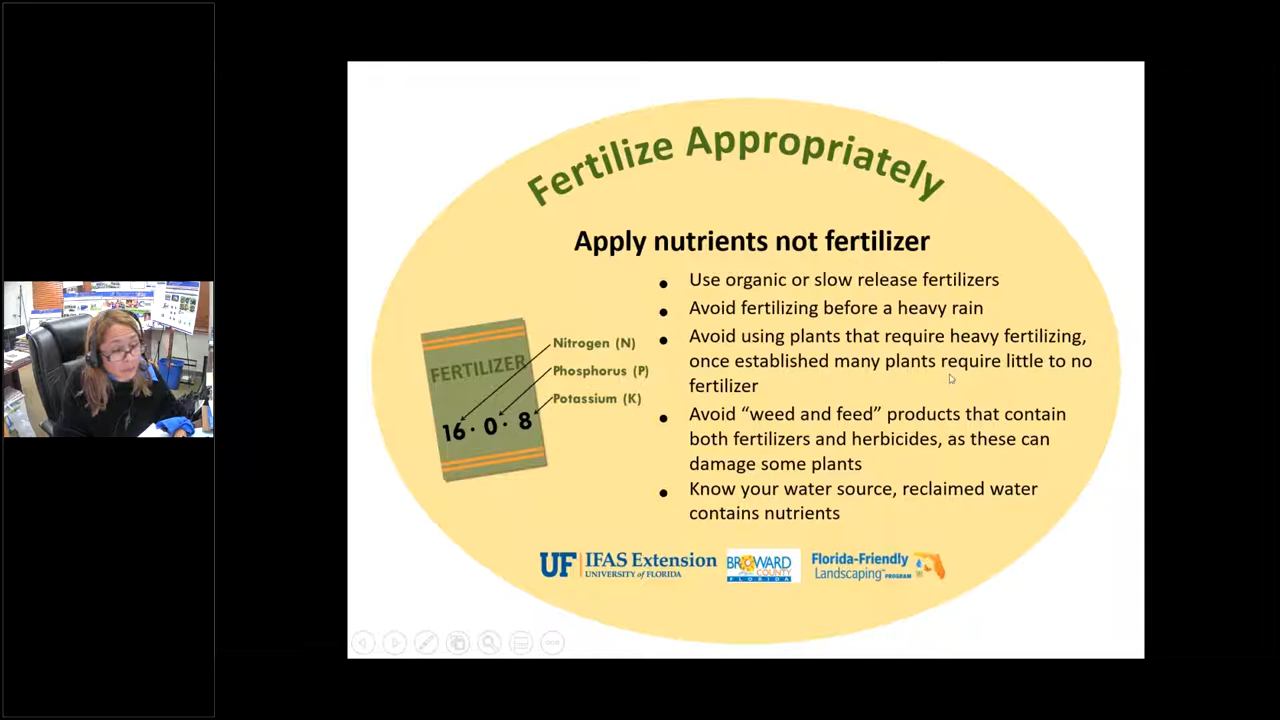 Fertilize Appropriately
Apply nutrients not fertilizer
Use organic or slow release fertilizers
Avoid fertilizing before a heavy rain
Avoid using plants that require heavy fertilizing,
once established many plants require little to no
fertilizer
Avoid “weed and feed” products that contain
both fertilizers and herbicides, as these can
damage some plants
Know your water source, reclaimed water
contains nutrients
Nitrogen (N)
Phosphorus (P)
Potassium (K)
FERTILIZER
16 · 0 · 8
UF IFAS Extension
UNIVERSITY of FLORIDA
BROWARD
COUNTY
FLORIDA
Florida-Friendly
Landscaping™ PROGRAM